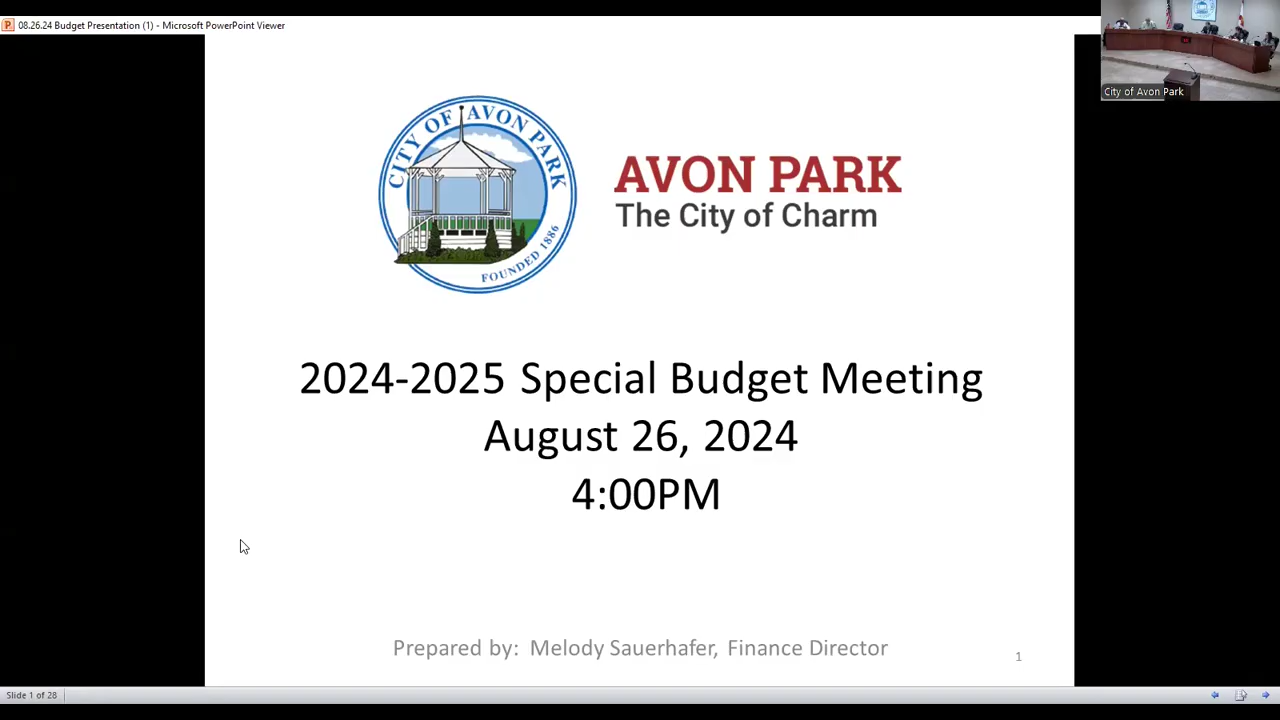 08.26.24 Budget Presentation (1) - Microsoft PowerPoint Viewer
City of Avon Park
CITY OF AVON PARK
FOUNDED 1886
AVON PARK
The City of Charm
2024-2025 Special Budget Meeting
August 26, 2024
4:00PM
Prepared by: Melody Sauerhafer, Finance Director
1
Slide 1 of 28